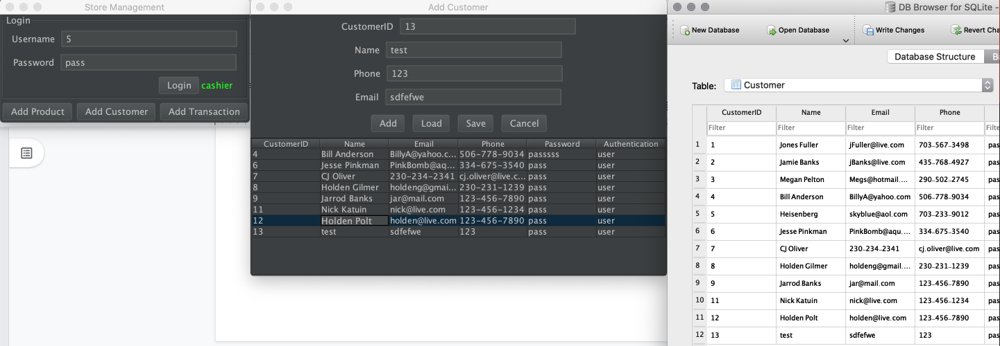 Store Management
Login
Username 5
Password pass
Login cashier
Add Product Add Customer Add Transaction
Add Customer
CustomerID 13
Name test
Phone 123
Email sdfefwe
Add Load Save Cancel
CustomerID Name Email Phone Password Authentication
4 Bill Anderson BillyA@yahoo.c... 506-778-9034 passsss user
6 Jesse Pinkman PinkBomb@aqu... 334-675-3540 pass user
7 CJ Oliver 230-234-2341 cj.oliver@live.c... pass user
8 Holden Gilmer holdeng@gmai... 230-231-1239 pass user
9 Jarrod Banks jar@mail.com 123-456-7890 pass user
11 Nick Katuin nick@live.com 123-456-1234 pass user
12 Holden Polt holden@live.com 123-456-7890 pass user
13 test sdfefwe 123 pass user
DB Browser for SQLite -
New Database Open Database Write Changes Revert Cha
Database Structure B
Table: Customer
CustomerID Name Email Phone
Filter Filter Filter Filter Filter
1 1 Jones Fuller jFuller@live.com 703-567-3498 pas
2 2 Jamie Banks jBanks@live.com 435-768-4927 pas
3 3 Megan Pelton Megs@hotmail.... 290-502-2745 pas
4 4 Bill Anderson BillyA@yahoo.com 506-778-9034 pas
5 5 Heisenberg skyblue@aol.com 703-233-9012 pas
6 6 Jesse Pinkman PinkBomb@aqu... 334-675-3540 pas
7 7 CJ Oliver 230-234-2341 cj.oliver@live.com pas
8 8 Holden Gilmer holdeng@gmail.... 230-231-1239 pas
9 9 Jarrod Banks jar@mail.com 123-456-7890 pas
10 11 Nick Katuin nick@live.com 123-456-1234 pas
11 12 Holden Polt holden@live.com 123-456-7890 pas
12 13 test sdfefwe 123 pas